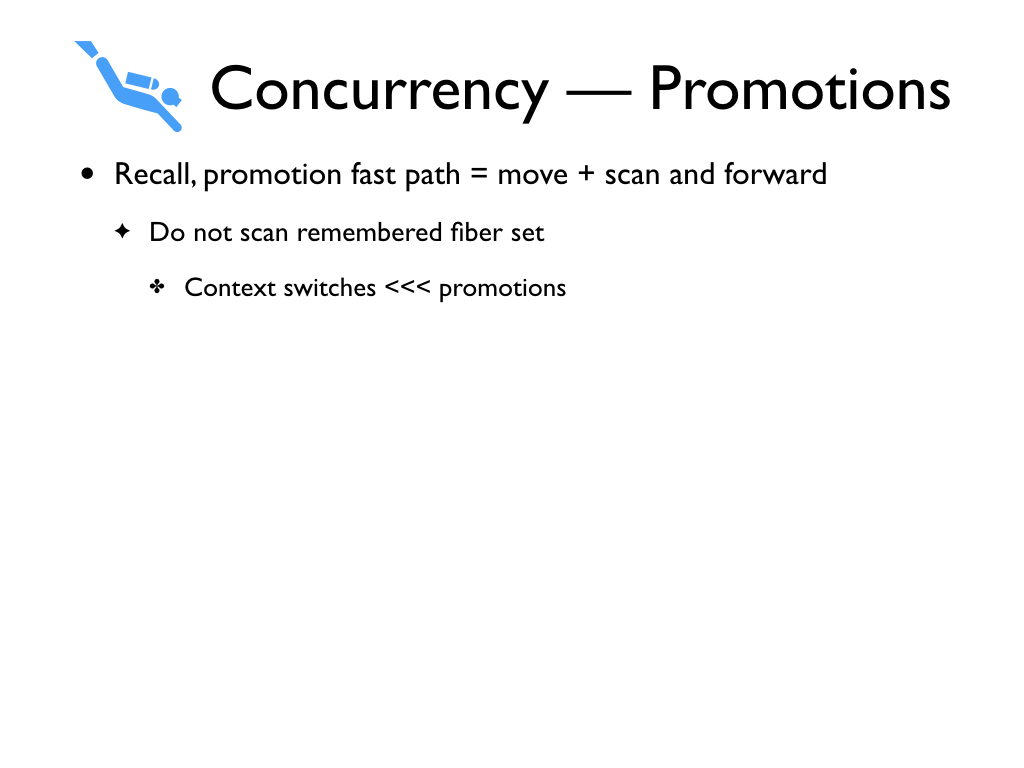 Concurrency — Promotions
• Recall, promotion fast path = move + scan and forward
✦ Do not scan remembered fiber set
✤ Context switches <<< promotions